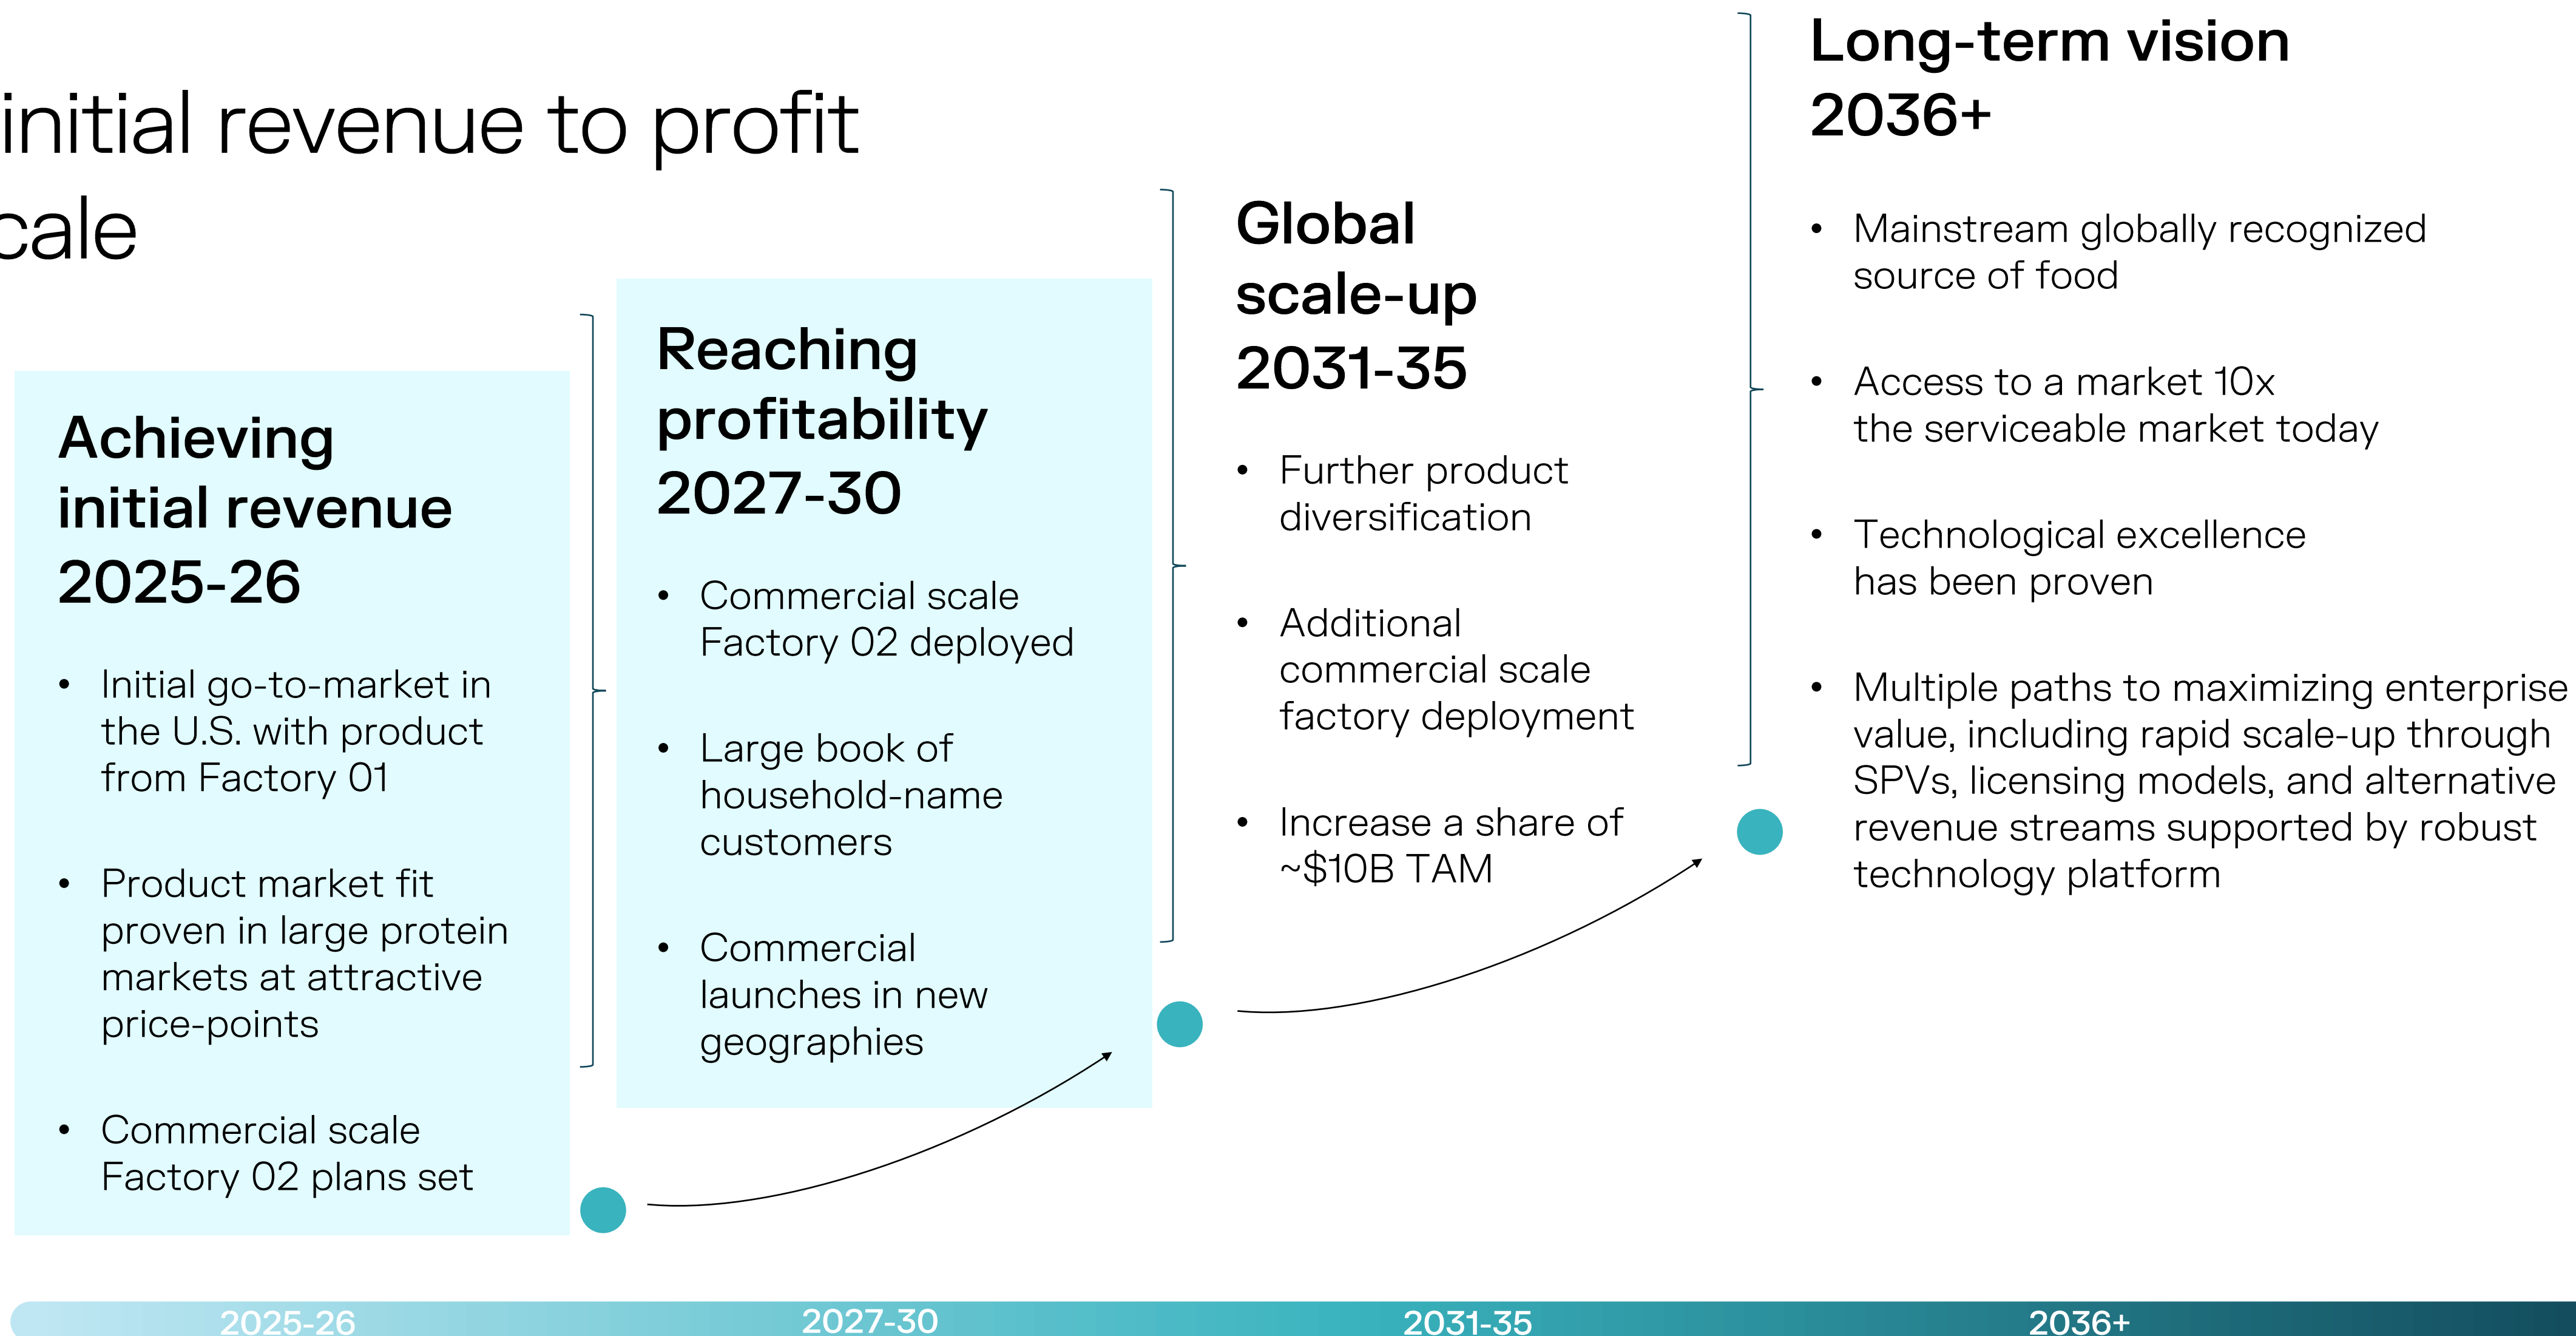 initial revenue to profit
cale
Achieving
initial revenue
2025-26
• Initial go-to-market in
the U.S. with product
from Factory 01
• Product market fit
proven in large protein
markets at attractive
price-points
• Commercial scale
Factory 02 plans set
Reaching
profitability
2027-30
• Commercial scale
Factory 02 deployed
• Large book of
household-name
customers
• Commercial
launches in new
geographies
Global
scale-up
2031-35
• Further product
diversification
• Additional
commercial scale
factory deployment
• Increase a share of
~$10B TAM
Long-term vision
2036+
• Mainstream globally recognized
source of food
• Access to a market 10x
the serviceable market today
• Technological excellence
has been proven
• Multiple paths to maximizing enterprise
value, including rapid scale-up through
SPVs, licensing models, and alternative
revenue streams supported by robust
technology platform
2025-26
2027-30
2031-35
2036+